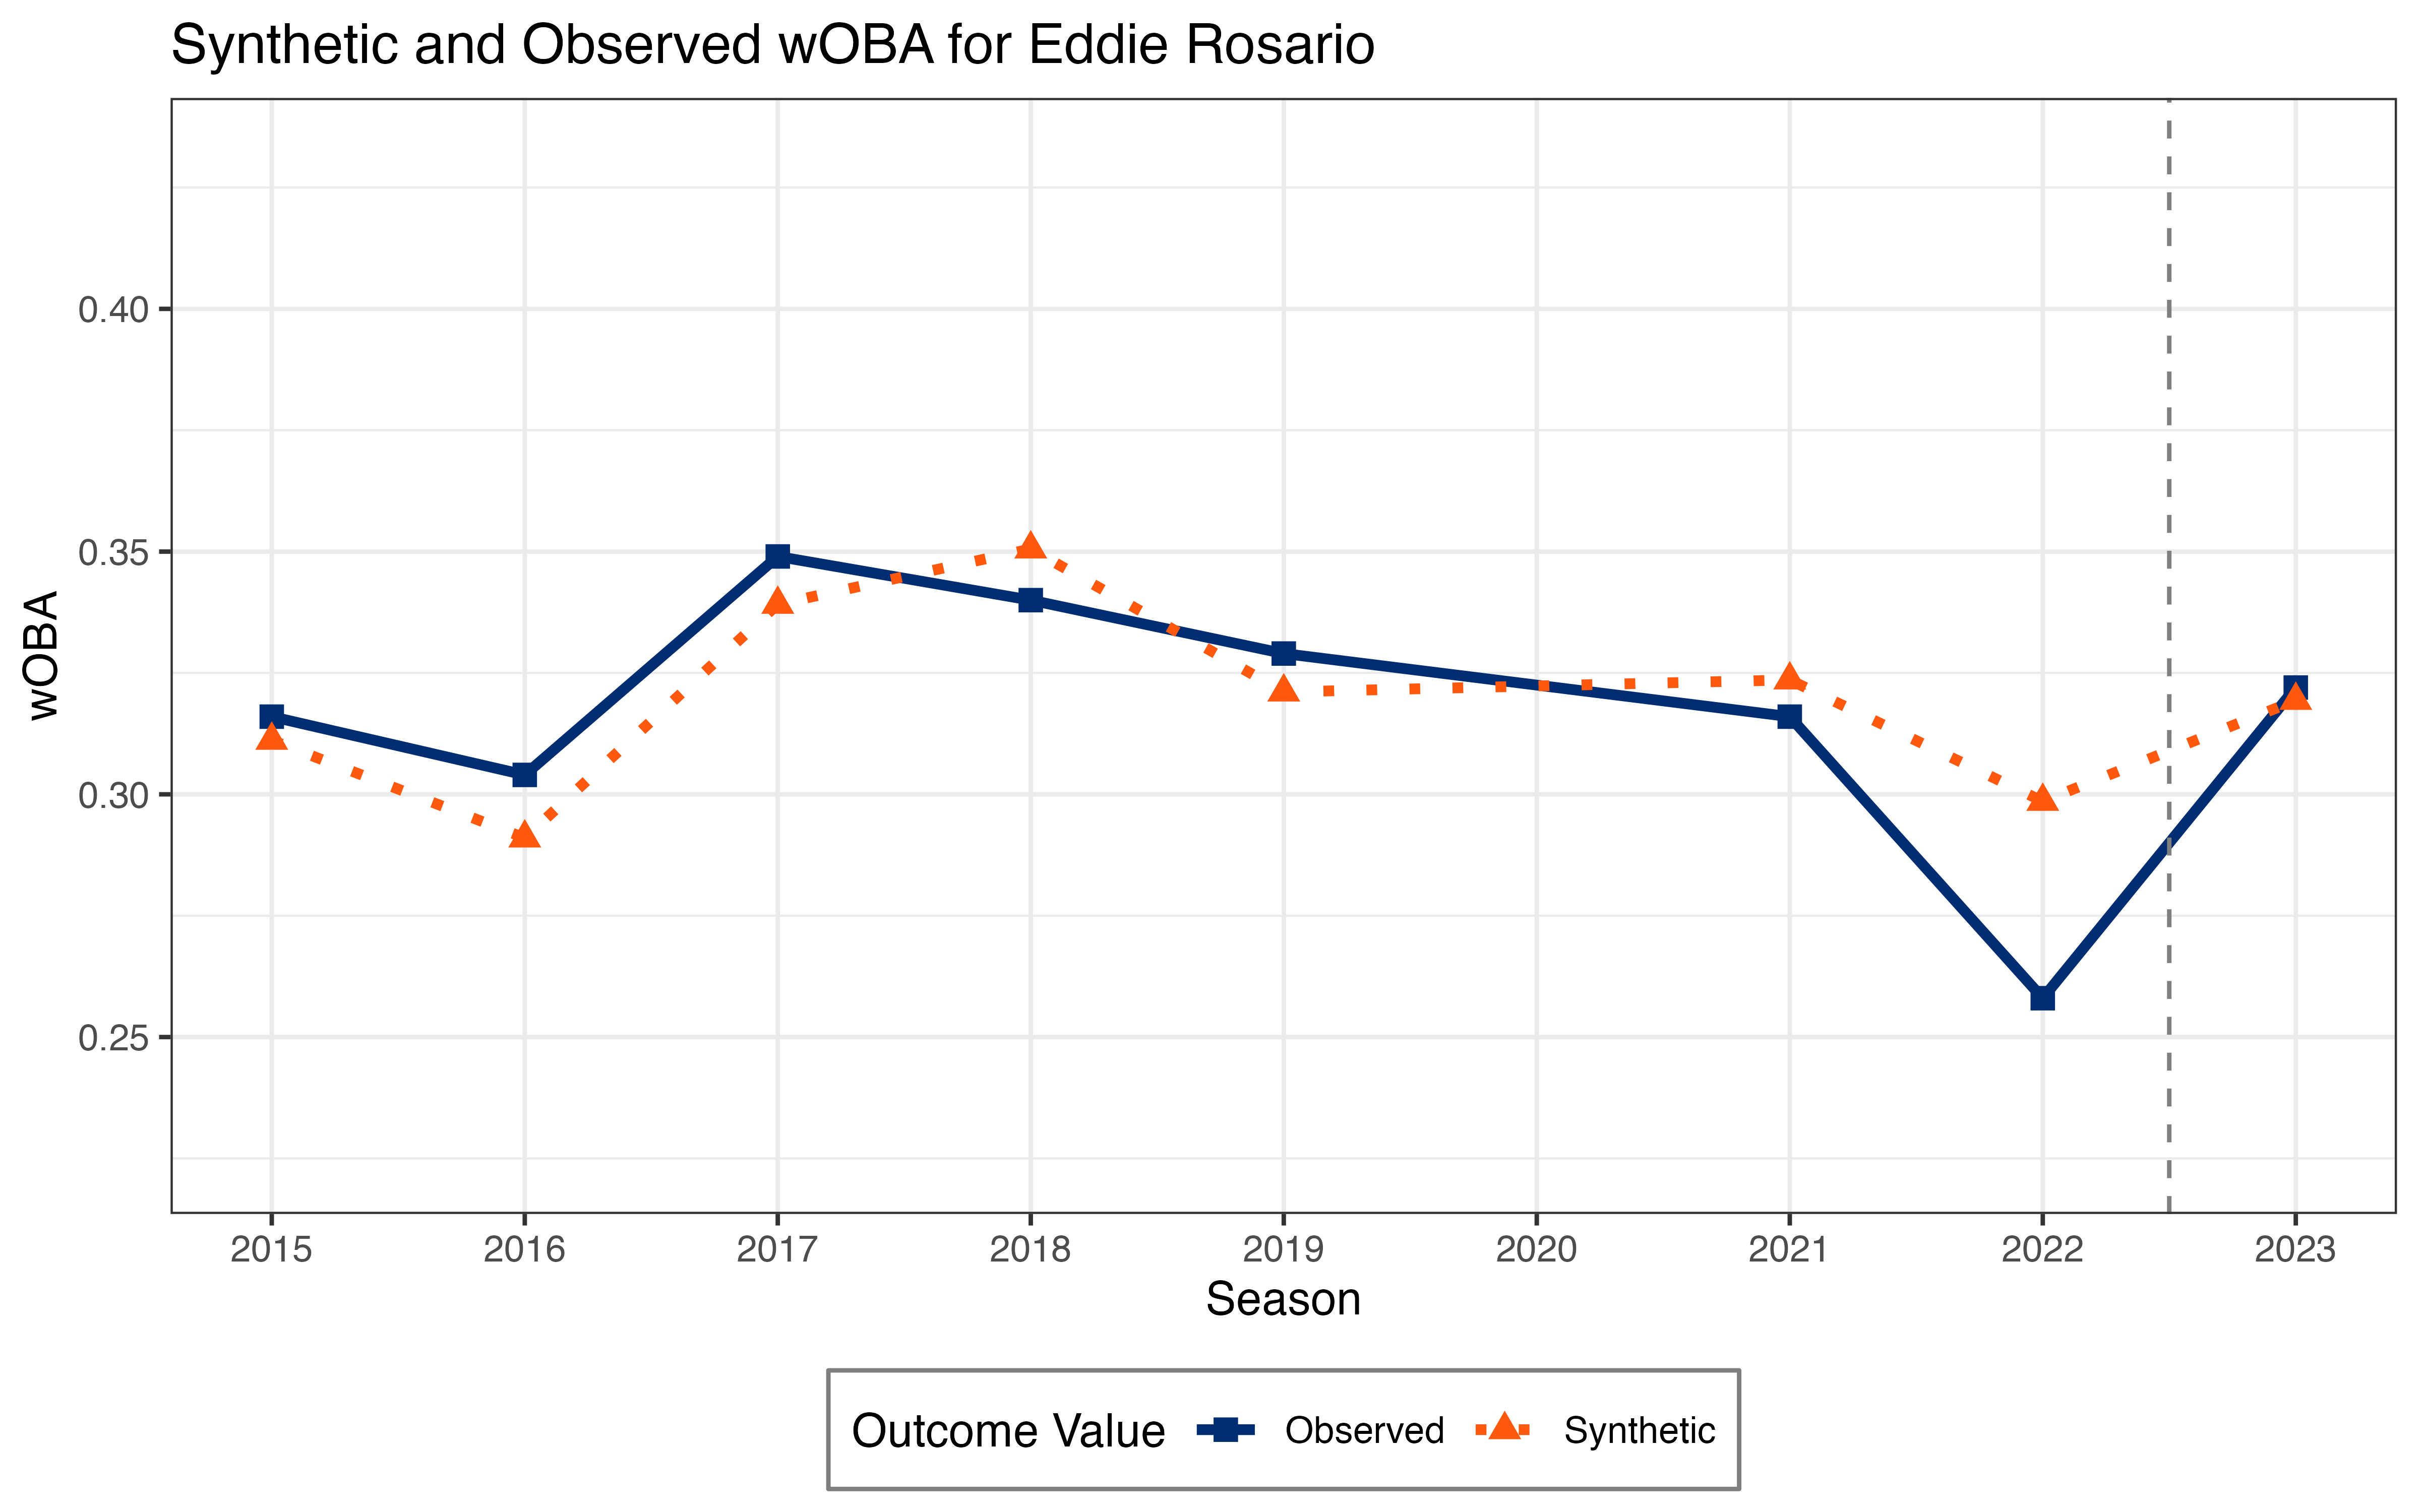 Synthetic and Observed wOBA for Eddie Rosario
wOBA
0.40
0.35
0.30
0.25
2015 2016 2017 2018 2019 2020 2021 2022 2023
Season
Outcome Value Observed Synthetic